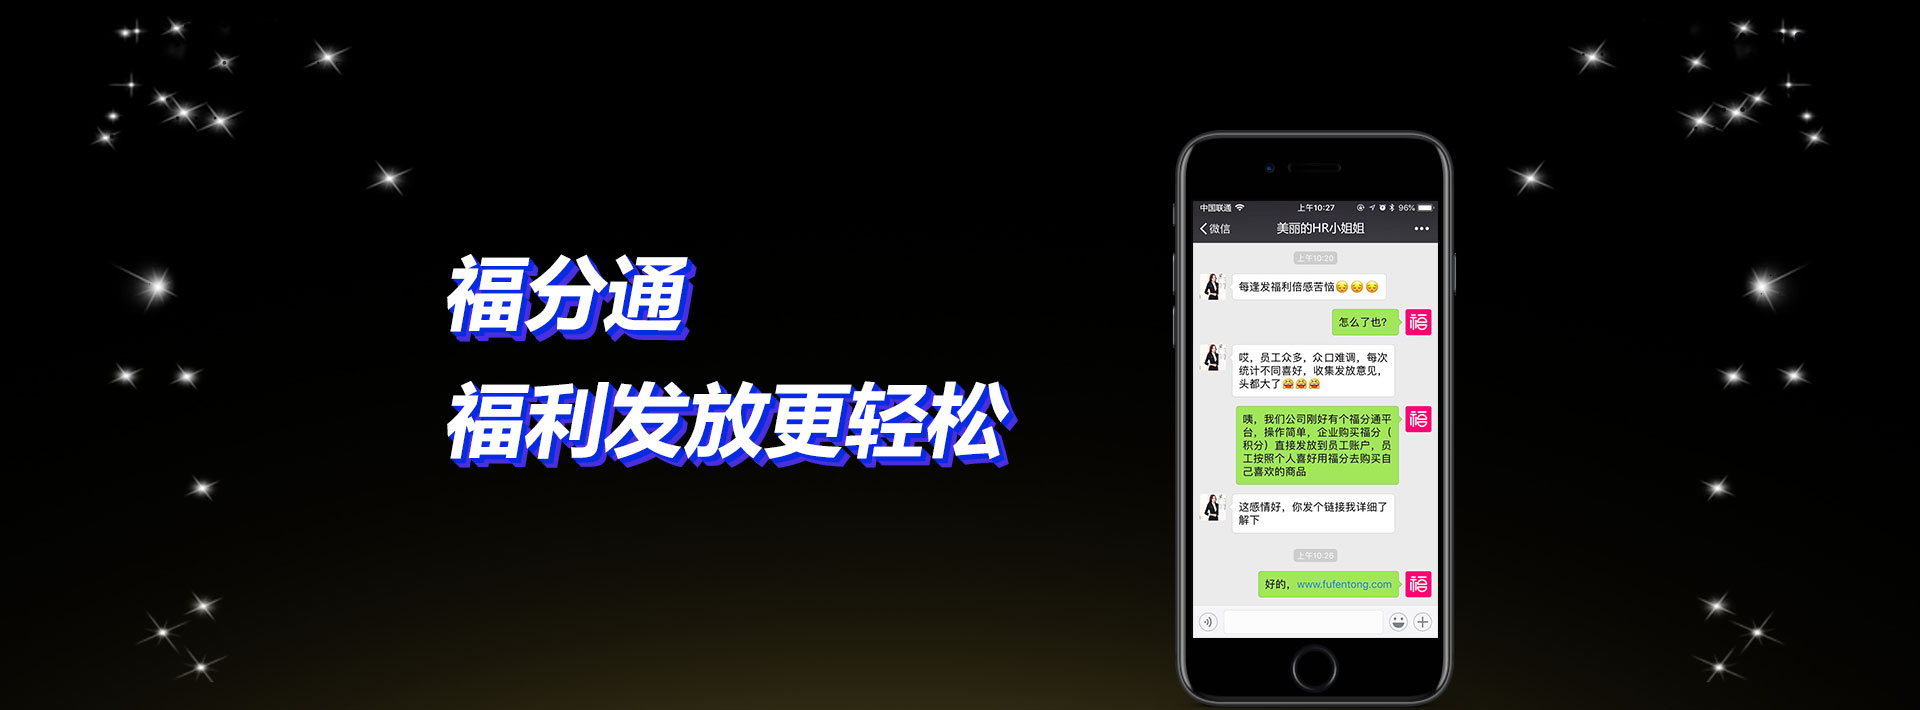 福分通
福利发放更轻松
中国联通 上午10:27 96%
微信 美丽的HR小姐姐
上午10:20
每逢发福利倍感苦恼
怎么了也?
福
哎，员工众多，众口难调，每次
统计不同喜好，收集发放意见，
头都大了
咦，我们公司刚好有个福分通平
台，操作简单，企业购买福分（
积分）直接发放到员工账户，员
工按照个人喜好用福分去购买自
己喜欢的商品
福
这感情好，你发个链接我详细了
解下
上午10:26
好的，www.fufentong.com
福